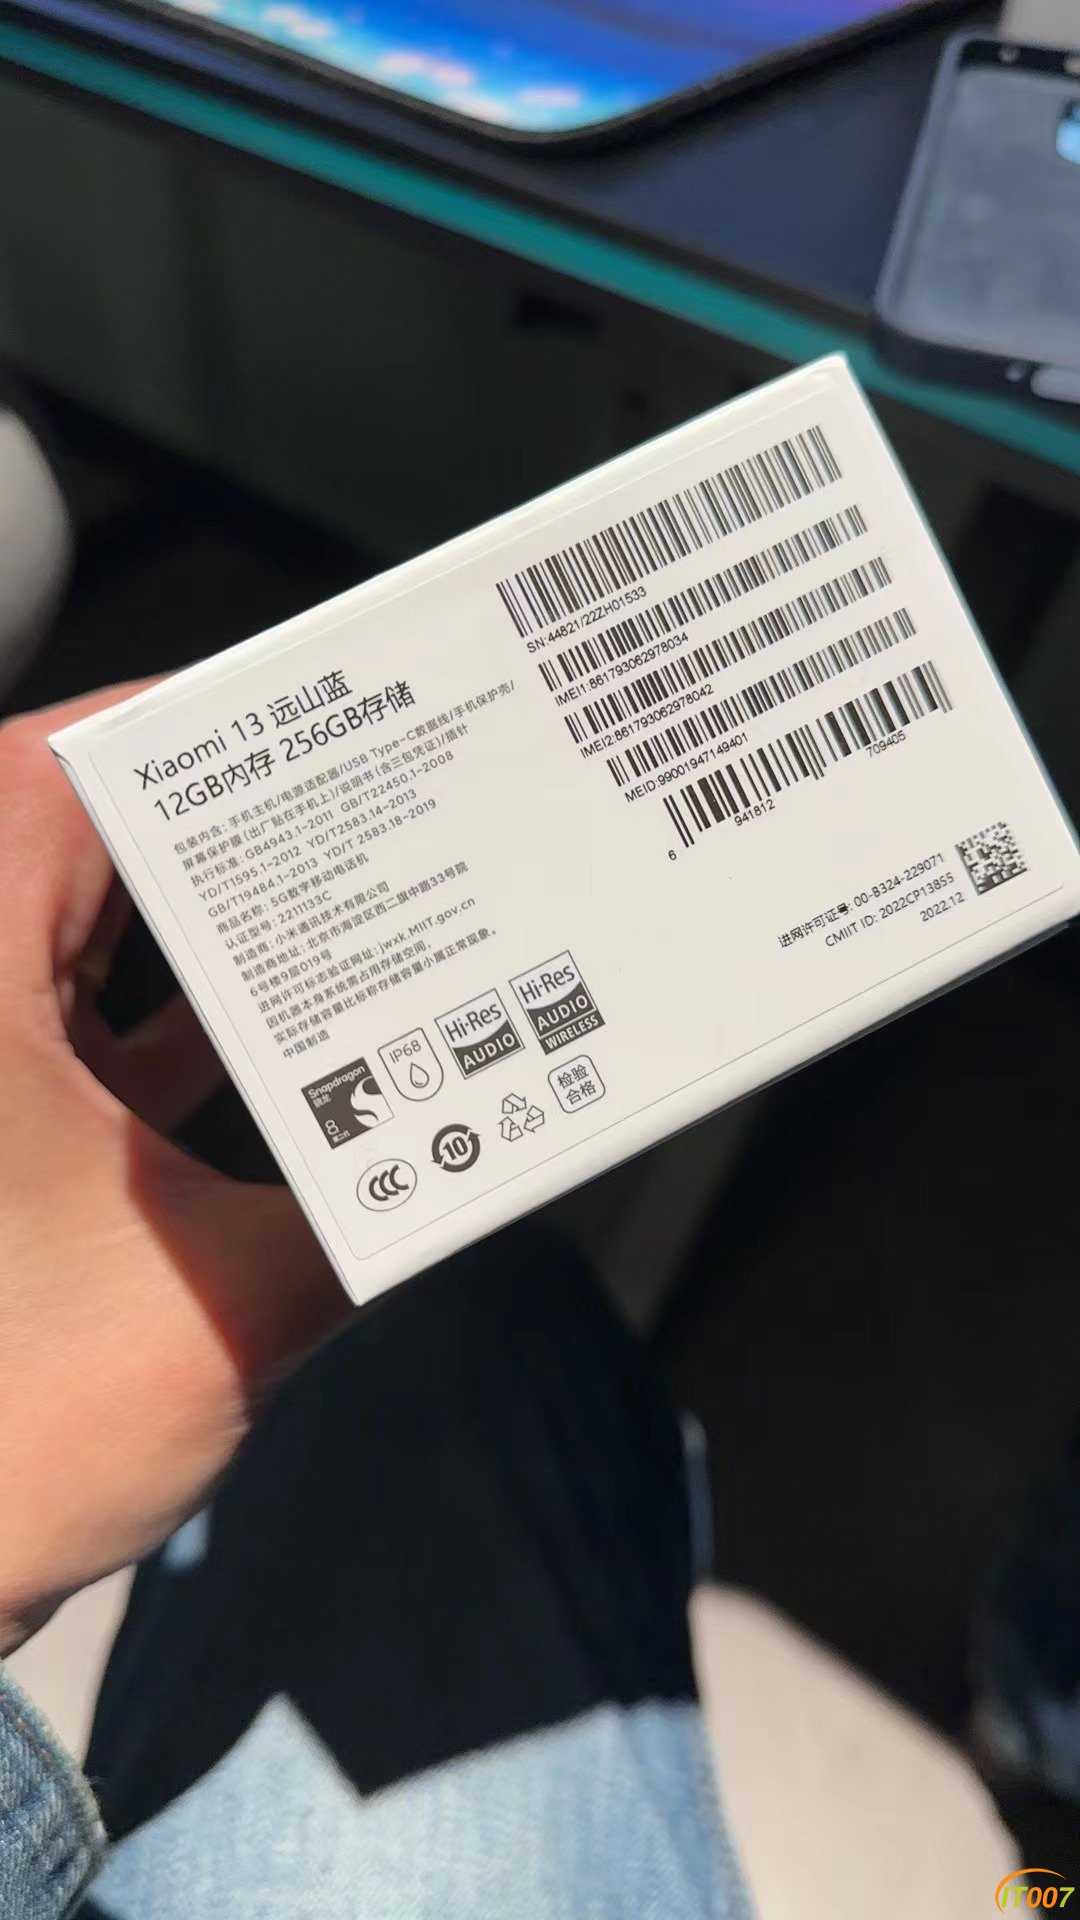 Xiaomi 13 远山蓝
12GB内存 256GB存储
包装内含: 手机主机/电源适配器/USB Type-C数据线/手机保护壳/
屏幕保护膜(出厂贴在手机上)/说明书(含三包凭证)/插针
执行标准: GB4943.1-2011 GB/T22450.1-2008
YD/T1595.1-2012 YD/T2583.14-2013
GB/T19484.1-2013 YD/T 2583.18-2019
商品名称: 5G数字移动电话机
认证型号: 2211133C
制造商: 小米通讯技术有限公司
制造商地址: 北京市海淀区西二旗中路33号院
6号楼9层019号
进网许可标志验证网址: jwxk.MIIT.gov.cn
因机器本身系统需占用存储空间,
实际存储容量比标称存储容量小属正常现象。
中国制造
Snapdragon
骁龙
8
第二代
IP68
Hi-Res
AUDIO
Hi-Res
AUDIO
WIRELESS
CCC
10
检验
合格
SN:44821/22ZH01533
IMEI1:861793062978034
IMEI2:861793062978042
MEID:99001947149401
6 941812 709405
进网许可证号: 00-B324-229071
CMIIT ID: 2022CP13855
2022.12
IT007